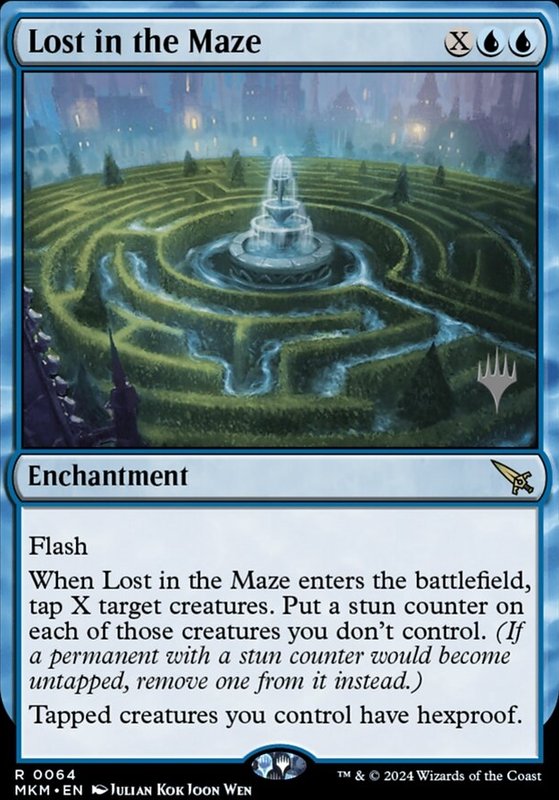 Lost in the Maze X
Enchantment
Flash
When Lost in the Maze enters the battlefield,
tap X target creatures. Put a stun counter on
each of those creatures you don't control. (If
a permanent with a stun counter would become
untapped, remove one from it instead.)
Tapped creatures you control have hexproof.
R 0064
MKM • EN Julian Kok Joon Wen
™ & © 2024 Wizards of the Coast